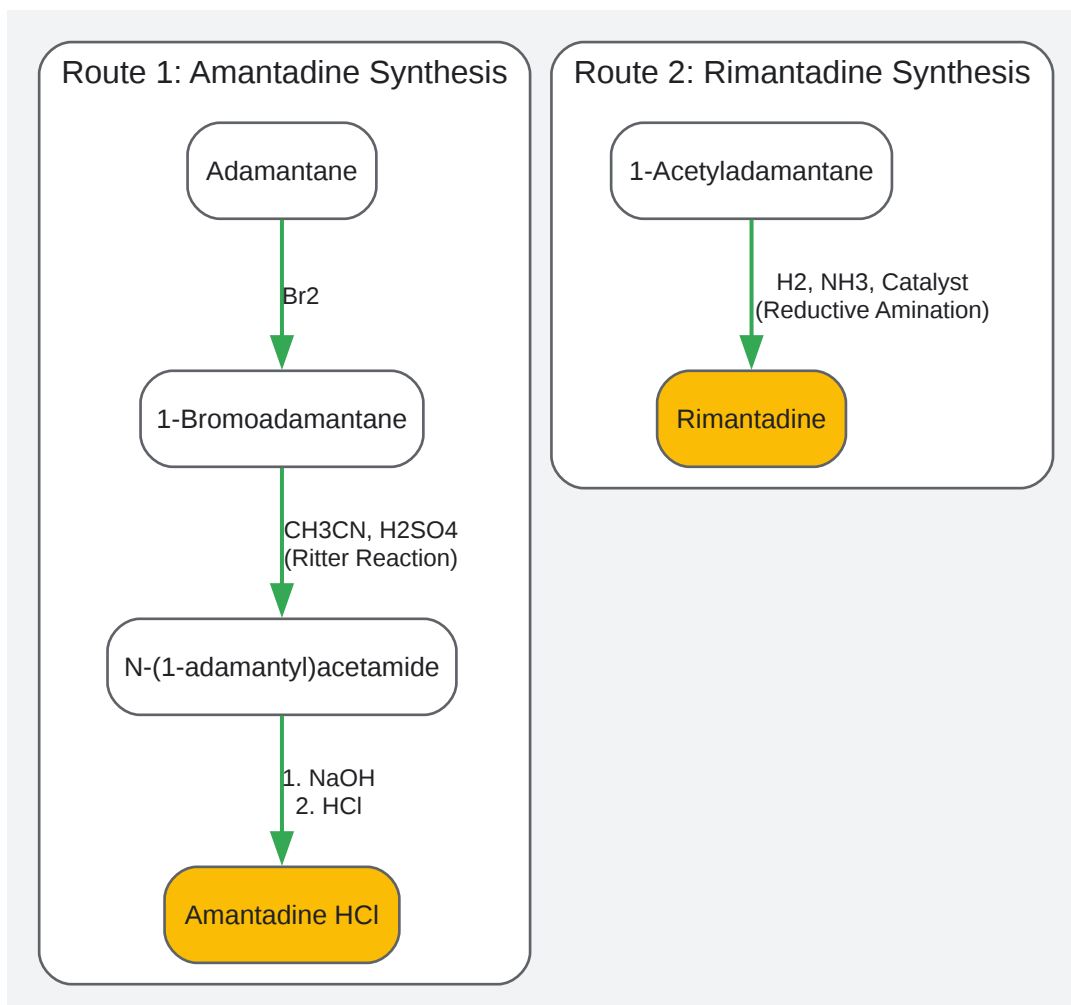 Route 1: Amantadine Synthesis
Adamantane
Br2
1-Bromoadamantane
CH3CN, H2SO4
(Ritter Reaction)
N-(1-adamantyl)acetamide
1. NaOH
2. HCl
Amantadine HCl
Route 2: Rimantadine Synthesis
1-Acetyladamantane
H2, NH3, Catalyst
(Reductive Amination)
Rimantadine